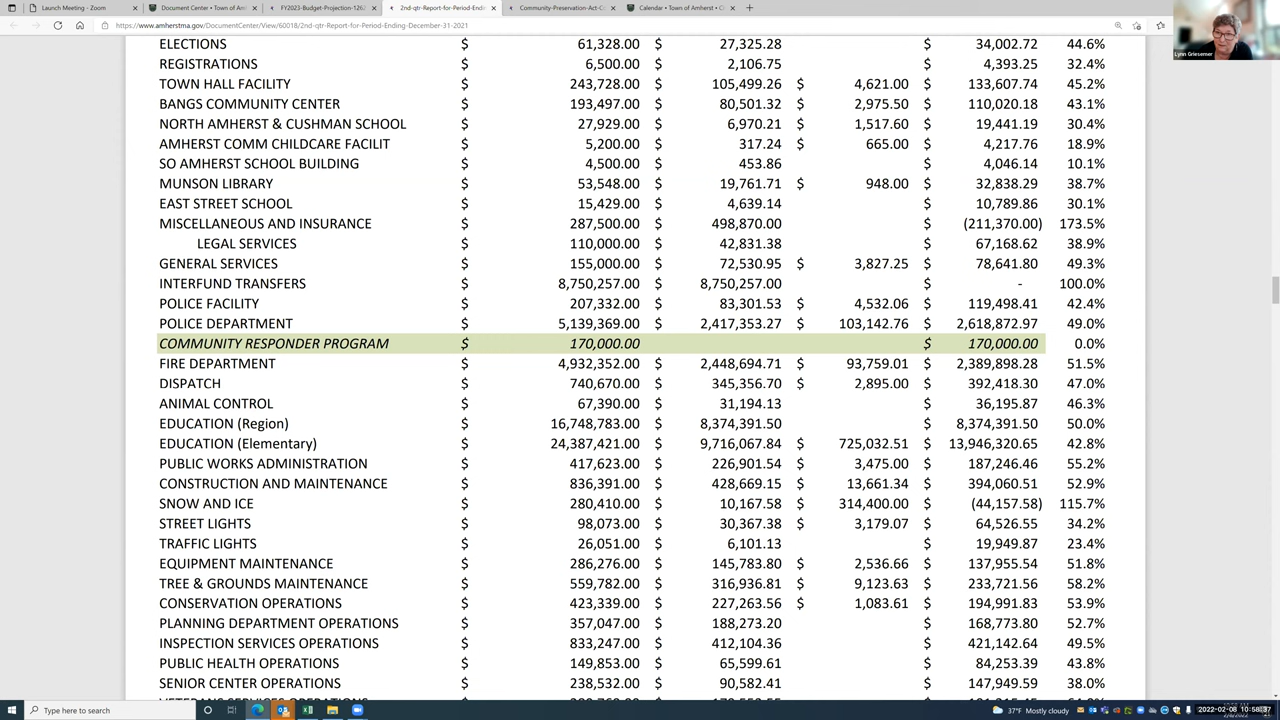 Launch Meeting - Zoom
Document Center • Town of Am
FY2023-Budget-Projection-1262
2nd-qtr-Report-for-Period-Ending
Community-Preservation-Act-Co
Calendar • Town of Amherst • Ci
https://www.amherstma.gov/DocumentCenter/View/60018/2nd-qtr-Report-for-Period-Ending-December-31-2021
Lynn Griesemer
ELECTIONS $ 61,328.00 $ 27,325.28 $ 34,002.72 44.6%
REGISTRATIONS $ 6,500.00 $ 2,106.75 $ 4,393.25 32.4%
TOWN HALL FACILITY $ 243,728.00 $ 105,499.26 $ 4,621.00 $ 133,607.74 45.2%
BANGS COMMUNITY CENTER $ 193,497.00 $ 80,501.32 $ 2,975.50 $ 110,020.18 43.1%
NORTH AMHERST & CUSHMAN SCHOOL $ 27,929.00 $ 6,970.21 $ 1,517.60 $ 19,441.19 30.4%
AMHERST COMM CHILDCARE FACILIT $ 5,200.00 $ 317.24 $ 665.00 $ 4,217.76 18.9%
SO AMHERST SCHOOL BUILDING $ 4,500.00 $ 453.86 $ 4,046.14 10.1%
MUNSON LIBRARY $ 53,548.00 $ 19,761.71 $ 948.00 $ 32,838.29 38.7%
EAST STREET SCHOOL $ 15,429.00 $ 4,639.14 $ 10,789.86 30.1%
MISCELLANEOUS AND INSURANCE $ 287,500.00 $ 498,870.00 $ (211,370.00) 173.5%
LEGAL SERVICES $ 110,000.00 $ 42,831.38 $ 67,168.62 38.9%
GENERAL SERVICES $ 155,000.00 $ 72,530.95 $ 3,827.25 $ 78,641.80 49.3%
INTERFUND TRANSFERS $ 8,750,257.00 $ 8,750,257.00 $ - 100.0%
POLICE FACILITY $ 207,332.00 $ 83,301.53 $ 4,532.06 $ 119,498.41 42.4%
POLICE DEPARTMENT $ 5,139,369.00 $ 2,417,353.27 $ 103,142.76 $ 2,618,872.97 49.0%
COMMUNITY RESPONDER PROGRAM $ 170,000.00 $ 170,000.00 0.0%
FIRE DEPARTMENT $ 4,932,352.00 $ 2,448,694.71 $ 93,759.01 $ 2,389,898.28 51.5%
DISPATCH $ 740,670.00 $ 345,356.70 $ 2,895.00 $ 392,418.30 47.0%
ANIMAL CONTROL $ 67,390.00 $ 31,194.13 $ 36,195.87 46.3%
EDUCATION (Region) $ 16,748,783.00 $ 8,374,391.50 $ 8,374,391.50 50.0%
EDUCATION (Elementary) $ 24,387,421.00 $ 9,716,067.84 $ 725,032.51 $ 13,946,320.65 42.8%
PUBLIC WORKS ADMINISTRATION $ 417,623.00 $ 226,901.54 $ 3,475.00 $ 187,246.46 55.2%
CONSTRUCTION AND MAINTENANCE $ 836,391.00 $ 428,669.15 $ 13,661.34 $ 394,060.51 52.9%
SNOW AND ICE $ 280,410.00 $ 10,167.58 $ 314,400.00 $ (44,157.58) 115.7%
STREET LIGHTS $ 98,073.00 $ 30,367.38 $ 3,179.07 $ 64,526.55 34.2%
TRAFFIC LIGHTS $ 26,051.00 $ 6,101.13 $ 19,949.87 23.4%
EQUIPMENT MAINTENANCE $ 286,276.00 $ 145,783.80 $ 2,536.66 $ 137,955.54 51.8%
TREE & GROUNDS MAINTENANCE $ 559,782.00 $ 316,936.81 $ 9,123.63 $ 233,721.56 58.2%
CONSERVATION OPERATIONS $ 423,339.00 $ 227,263.56 $ 1,083.61 $ 194,991.83 53.9%
PLANNING DEPARTMENT OPERATIONS $ 357,047.00 $ 188,273.20 $ 168,773.80 52.7%
INSPECTION SERVICES OPERATIONS $ 833,247.00 $ 412,104.36 $ 421,142.64 49.5%
PUBLIC HEALTH OPERATIONS $ 149,853.00 $ 65,599.61 $ 84,253.39 43.8%
SENIOR CENTER OPERATIONS $ 238,532.00 $ 90,582.41 $ 147,949.59 38.0%
Type here to search
37°F Mostly cloudy
2022-02-08 10:58:37